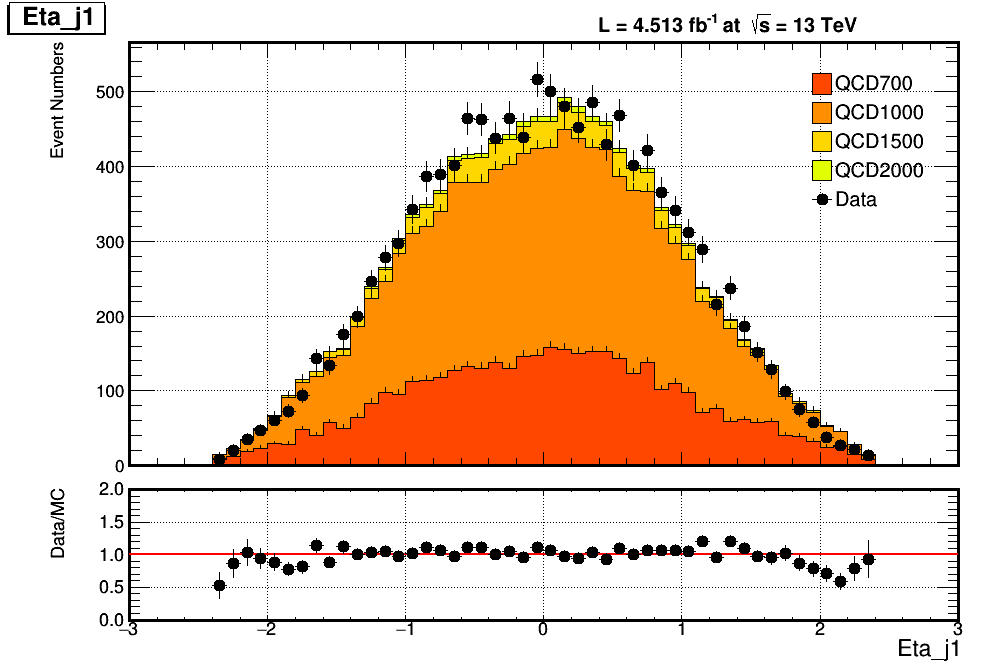 Eta_j1
L = 4.513 fb⁻¹ at √s = 13 TeV
Event Numbers
500
400
300
200
100
0
QCD700
QCD1000
QCD1500
QCD2000
Data
Data/MC
2.0
1.5
1.0
0.5
0.0
−3 −2 −1 0 1 2 3
Eta_j1